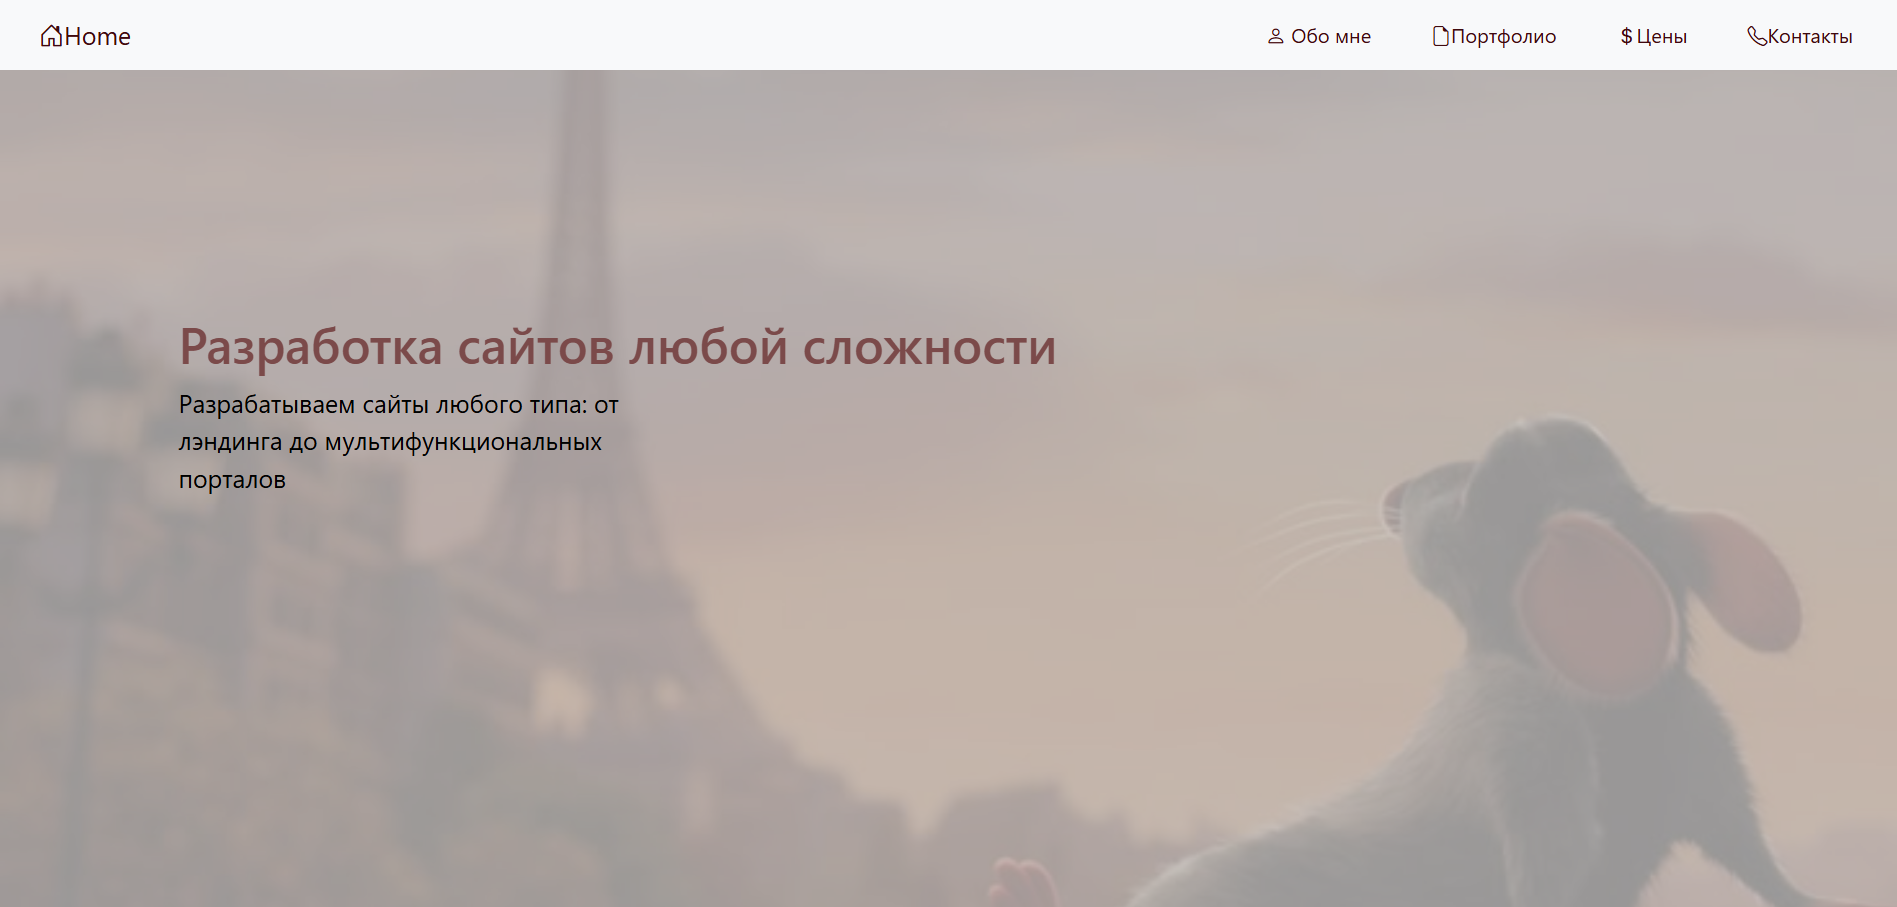 Home
Обо мне
Портфолио
$ Цены
Контакты
Разработка сайтов любой сложности
Разрабатываем сайты любого типа: от
лэндинга до мультифункциональных
порталов